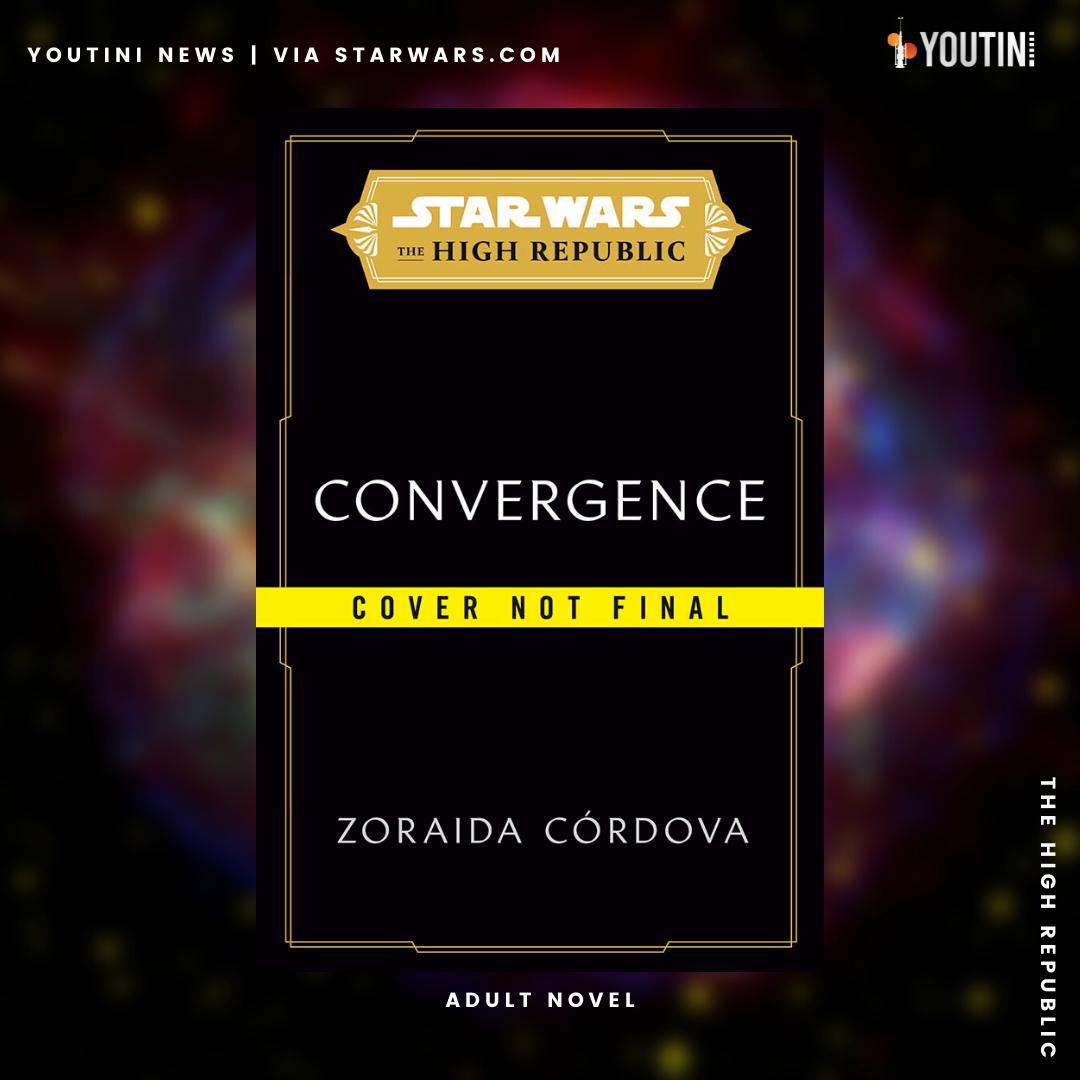 YOUTINI NEWS | VIA STARWARS.COM
YOUTINI
STAR WARS
THE HIGH REPUBLIC
CONVERGENCE
COVER NOT FINAL
ZORAIDA CÓRDOVA
ADULT NOVEL
THE HIGH REPUBLIC